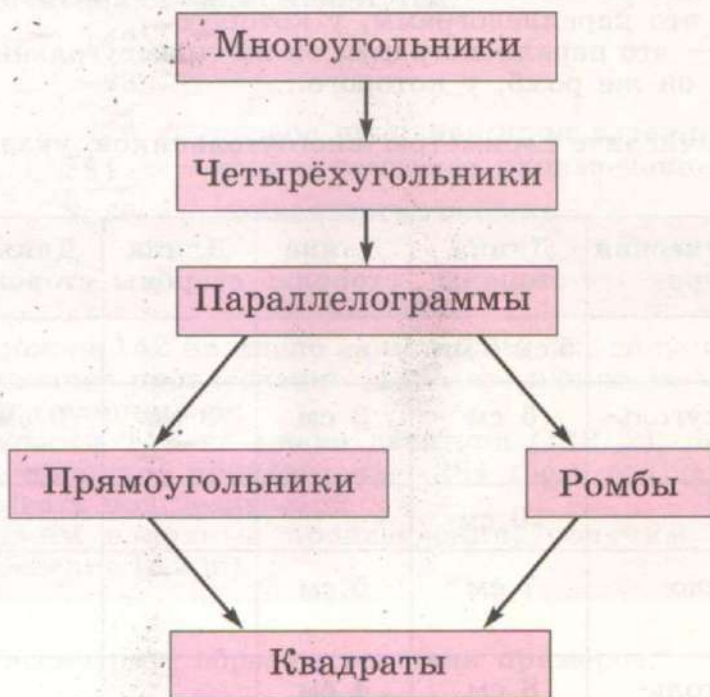 Многоугольники
Четырёхугольники
Параллелограммы
Прямоугольники
Ромбы
Квадраты